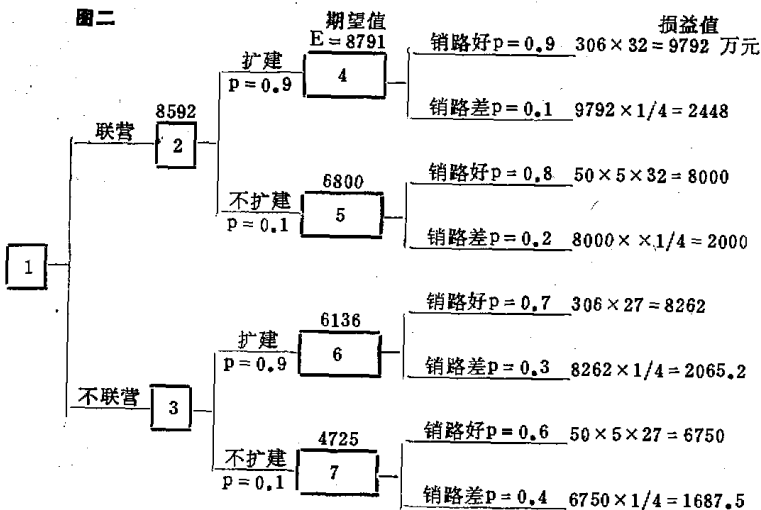 图二
期望值
损益值
E=8791
销路好p=0.9 306×32=9792 万元
扩建
p=0.9
4
销路差p=0.1 9792×1/4=2448
8592
联营
2
6800
销路好p=0.8 50×5×32=8000
不扩建
p=0.1
5
销路差p=0.2 8000××1/4=2000
1
销路好p=0.7 306×27=8262
6136
扩建
p=0.9
6
销路差p=0.3 8262×1/4=2065.2
不联营
3
4725
销路好p=0.6 50×5×27=6750
不扩建
p=0.1
7
销路差p=0.4 6750×1/4=1687.5